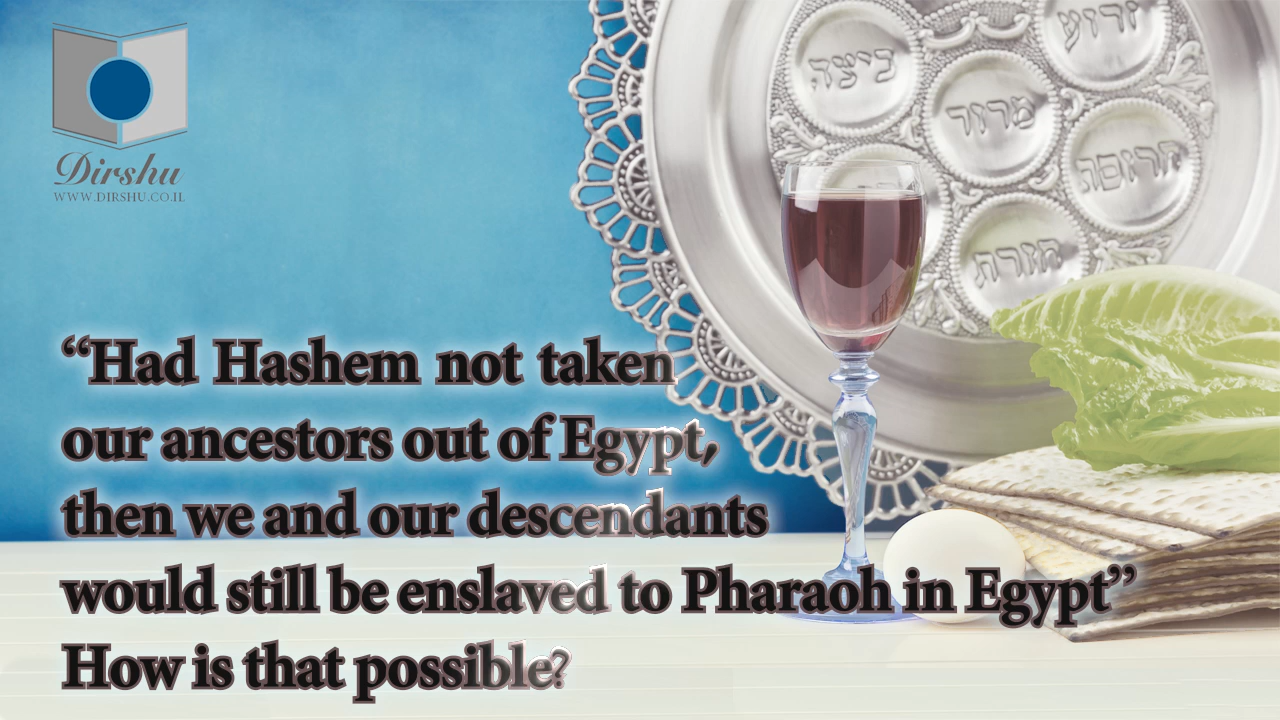 Dirshu
WWW.DIRSHU.CO.IL
ביצה
זרוע
מרור
חרוסת
חזרת
“Had Hashem not taken
our ancestors out of Egypt,
then we and our descendants
would still be enslaved to Pharaoh in Egypt”
How is that possible?